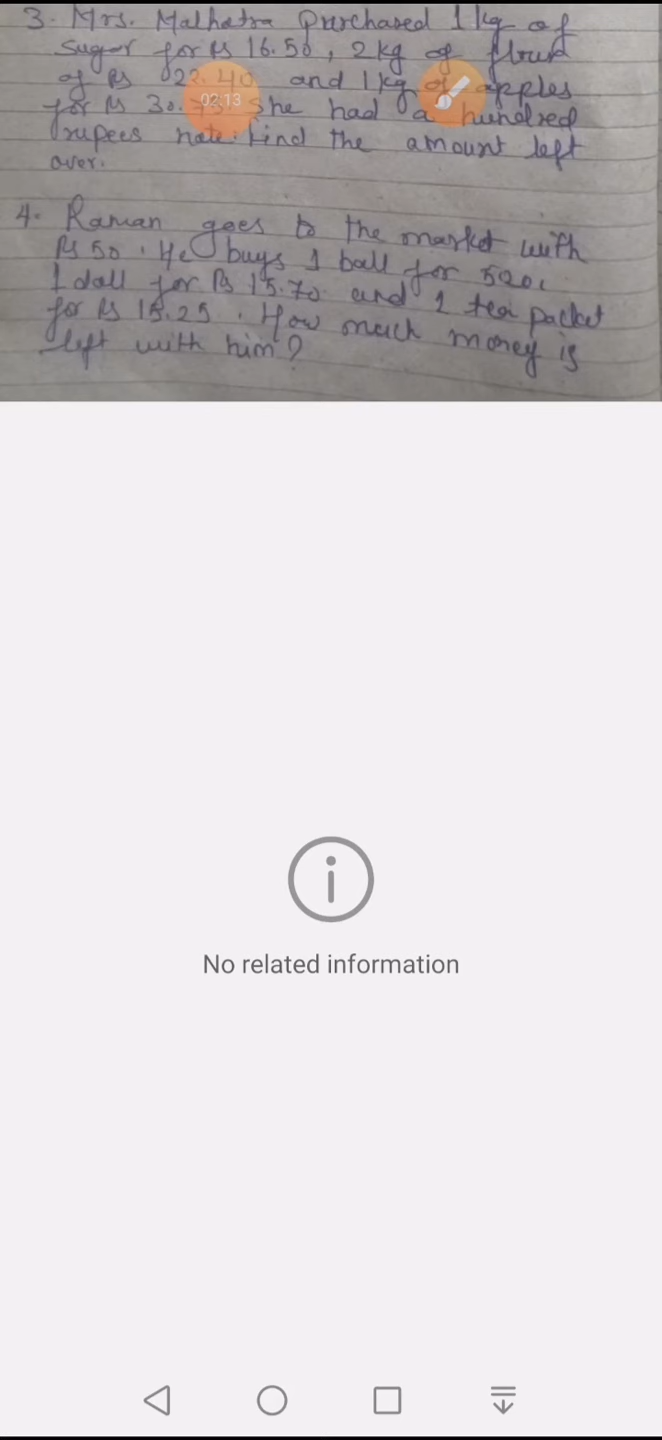 3. Mrs. Malhotra purchased 1 kg of
sugar for Rs 16.50, 2 kg of flour
of Rs 22.40 and 1 kg of apples
for Rs 30.75. She had a hundred
02:13
rupees note. Find the amount left
over.
4. Raman goes to the market with
Rs 50. He buys 1 ball for
1 doll for Rs 15.70 and 1 tea packet
for Rs 15.25. How much money is
left with him?
No related information